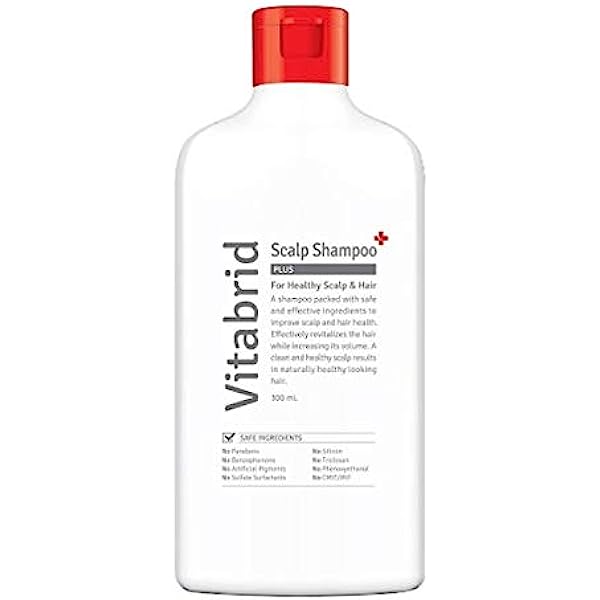 Vitabrid
Scalp Shampoo
PLUS
For Healthy Scalp & Hair
A shampoo packed with safe
and effective ingredients to
improve scalp and hair health.
Effectively revitalizes the hair
while increasing its volume. A
clean and healthy scalp results
in naturally healthy looking
hair.
300 mL
SAFE INGREDIENTS
No Parabens
No Benzophenone
No Artificial Pigments
No Sulfate Surfactants
No Silicon
No Triclosan
No Phenoxyethanol
No CMIT/MIT